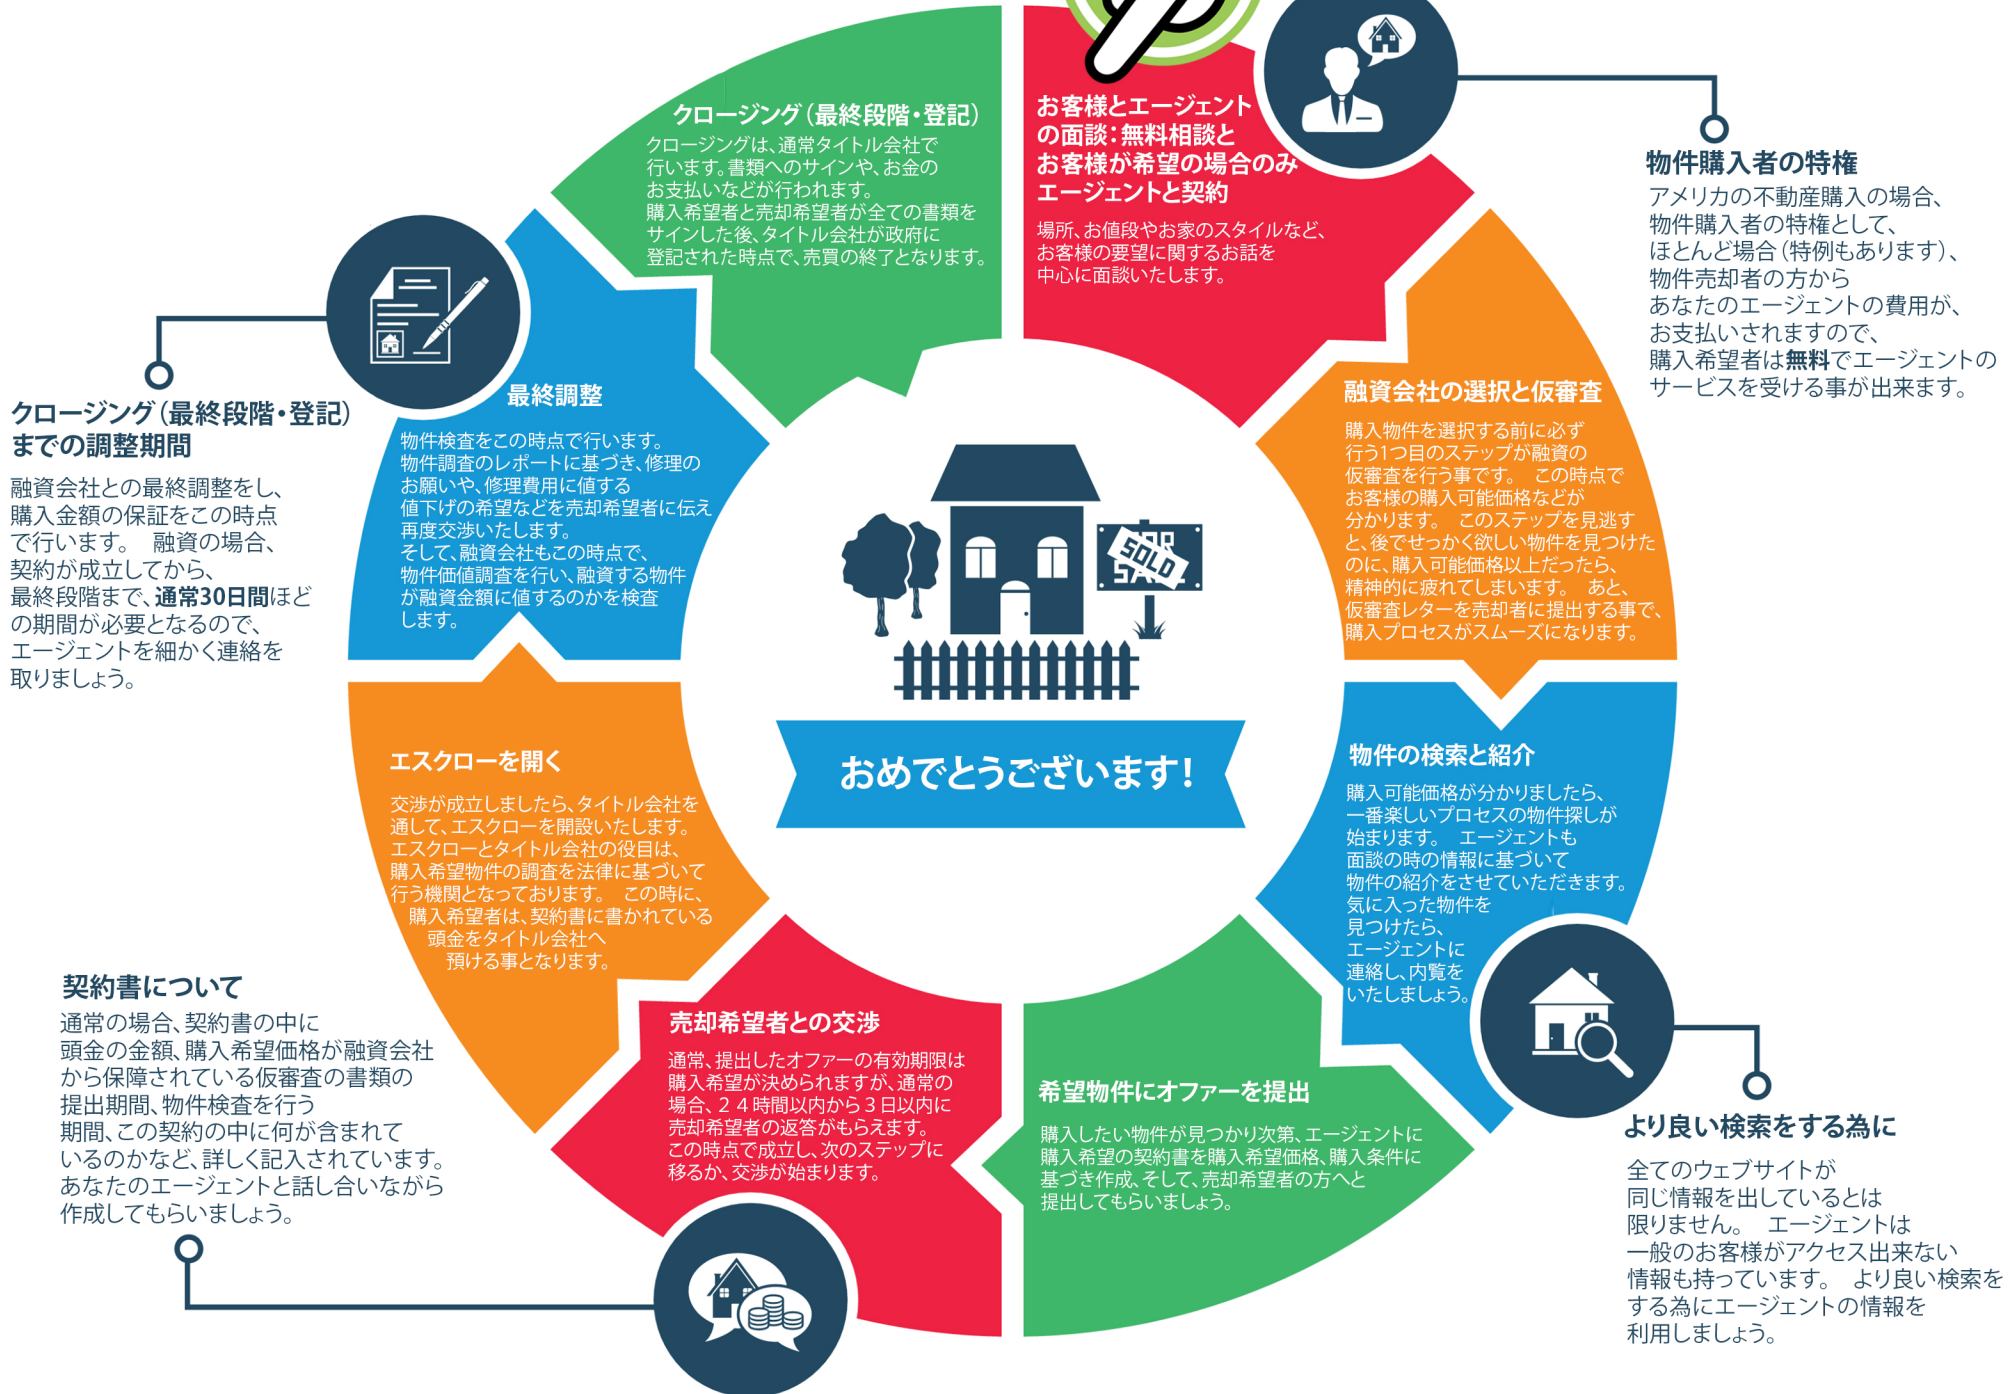 お客様とエージェント
の面談：無料相談と
お客様が希望の場合のみ
エージェントと契約
場所、お値段やお家のスタイルなど、
お客様の要望に関するお話を
中心に面談いたします。
物件購入者の特権
アメリカの不動産購入の場合、
物件購入者の特権として、
ほとんど場合（特例もあります）、
物件売却者の方から
あなたのエージェントの費用が、
お支払いされますので、
購入希望者は無料でエージェントの
サービスを受ける事が出来ます。
融資会社の選択と仮審査
購入物件を選択する前に必ず
行う1つ目のステップが融資の
仮審査を行う事です。　この時点で
お客様の購入可能価格などが
分かります。　このステップを見逃す
と、後でせっかく欲しい物件を見つけた
のに、購入可能価格以上だったら、
精神的に疲れてしまいます。　あと、
仮審査レターを売却者に提出する事で、
購入プロセスがスムーズになります。
物件の検索と紹介
購入可能価格が分かりましたら、
一番楽しいプロセスの物件探しが
始まります。　エージェントも
面談の時の情報に基づいて
物件の紹介をさせていただきます。
気に入った物件を
見つけたら、
エージェントに
連絡し、内覧を
いたしましょう。
より良い検索をする為に
全てのウェブサイトが
同じ情報を出しているとは
限りません。　エージェントは
一般のお客様がアクセス出来ない
情報も持っています。　より良い検索を
する為にエージェントの情報を
利用しましょう。
希望物件にオファーを提出
購入したい物件が見つかり次第、エージェントに
購入希望の契約書を購入希望価格、購入条件に
基づき作成、そして、売却希望者の方へと
提出してもらいましょう。
売却希望者との交渉
通常、提出したオファーの有効期限は
購入希望が決められますが、通常の
場合、２４時間以内から３日以内に
売却希望者の返答がもらえます。
この時点で成立し、次のステップに
移るか、交渉が始まります。
契約書について
通常の場合、契約書の中に
頭金の金額、購入希望価格が融資会社
から保障されている仮審査の書類の
提出期間、物件検査を行う
期間、この契約の中に何が含まれて
いるのかなど、詳しく記入されています。
あなたのエージェントと話し合いながら
作成してもらいましょう。
エスクローを開く
交渉が成立しましたら、タイトル会社を
通して、エスクローを開設いたします。
エスクローとタイトル会社の役目は、
購入希望物件の調査を法律に基づいて
行う機関となっております。　この時に、
購入希望者は、契約書に書かれている
頭金をタイトル会社へ
預ける事となります。
最終調整
物件検査をこの時点で行います。
物件調査のレポートに基づき、修理の
お願いや、修理費用に値する
値下げの希望などを売却希望者に伝え
再度交渉いたします。
そして、融資会社もこの時点で、
物件価値調査を行い、融資する物件
が融資金額に値するのかを検査
します。
クロージング（最終段階・登記）
までの調整期間
融資会社との最終調整をし、
購入金額の保証をこの時点
で行います。　融資の場合、
契約が成立してから、
最終段階まで、通常30日間ほど
の期間が必要となるので、
エージェントを細かく連絡を
取りましょう。
クロージング（最終段階・登記）
クロージングは、通常タイトル会社で
行います。書類へのサインや、お金の
お支払いなどが行われます。
購入希望者と売却希望者が全ての書類を
サインした後、タイトル会社が政府に
登記された時点で、売買の終了となります。
FOR
SALE
SOLD
おめでとうございます！